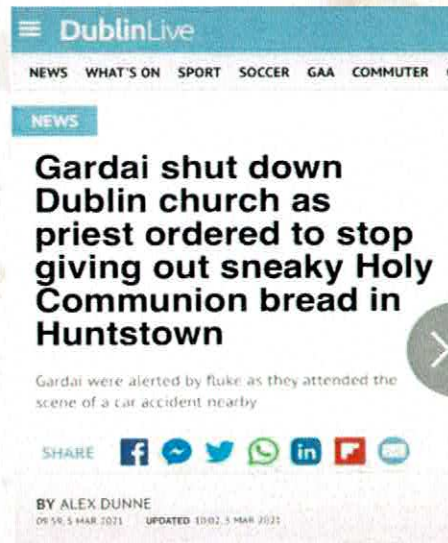 DublinLive
NEWS WHAT'S ON SPORT SOCCER GAA COMMUTER
NEWS
Gardai shut down
Dublin church as
priest ordered to stop
giving out sneaky Holy
Communion bread in
Huntstown
Gardai were alerted by fluke as they attended the
scene of a car accident nearby
SHARE
BY ALEX DUNNE
09:59, 5 MAR 2021 UPDATED 10:02, 5 MAR 2021